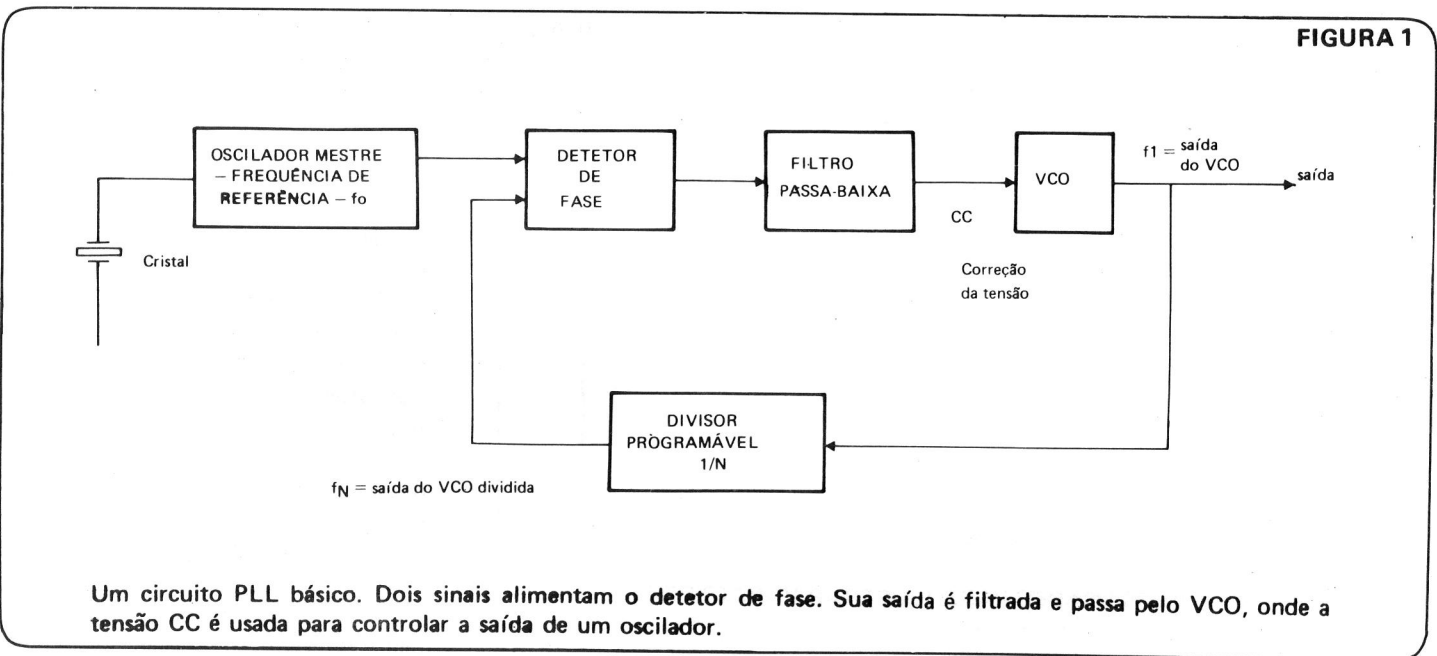 FIGURA 1
OSCILADOR MESTRE
– FREQUÊNCIA DE
REFERÊNCIA – fo
DETETOR
DE
FASE
FILTRO
PASSA-BAIXA
VCO
f1 = saída
do VCO
saída
CC
Cristal
Correção
da tensão
DIVISOR
PROGRAMÁVEL
1/N
fN = saída do VCO dividida
Um circuito PLL básico. Dois sinais alimentam o detetor de fase. Sua saída é filtrada e passa pelo VCO, onde a
tensão CC é usada para controlar a saída de um oscilador.